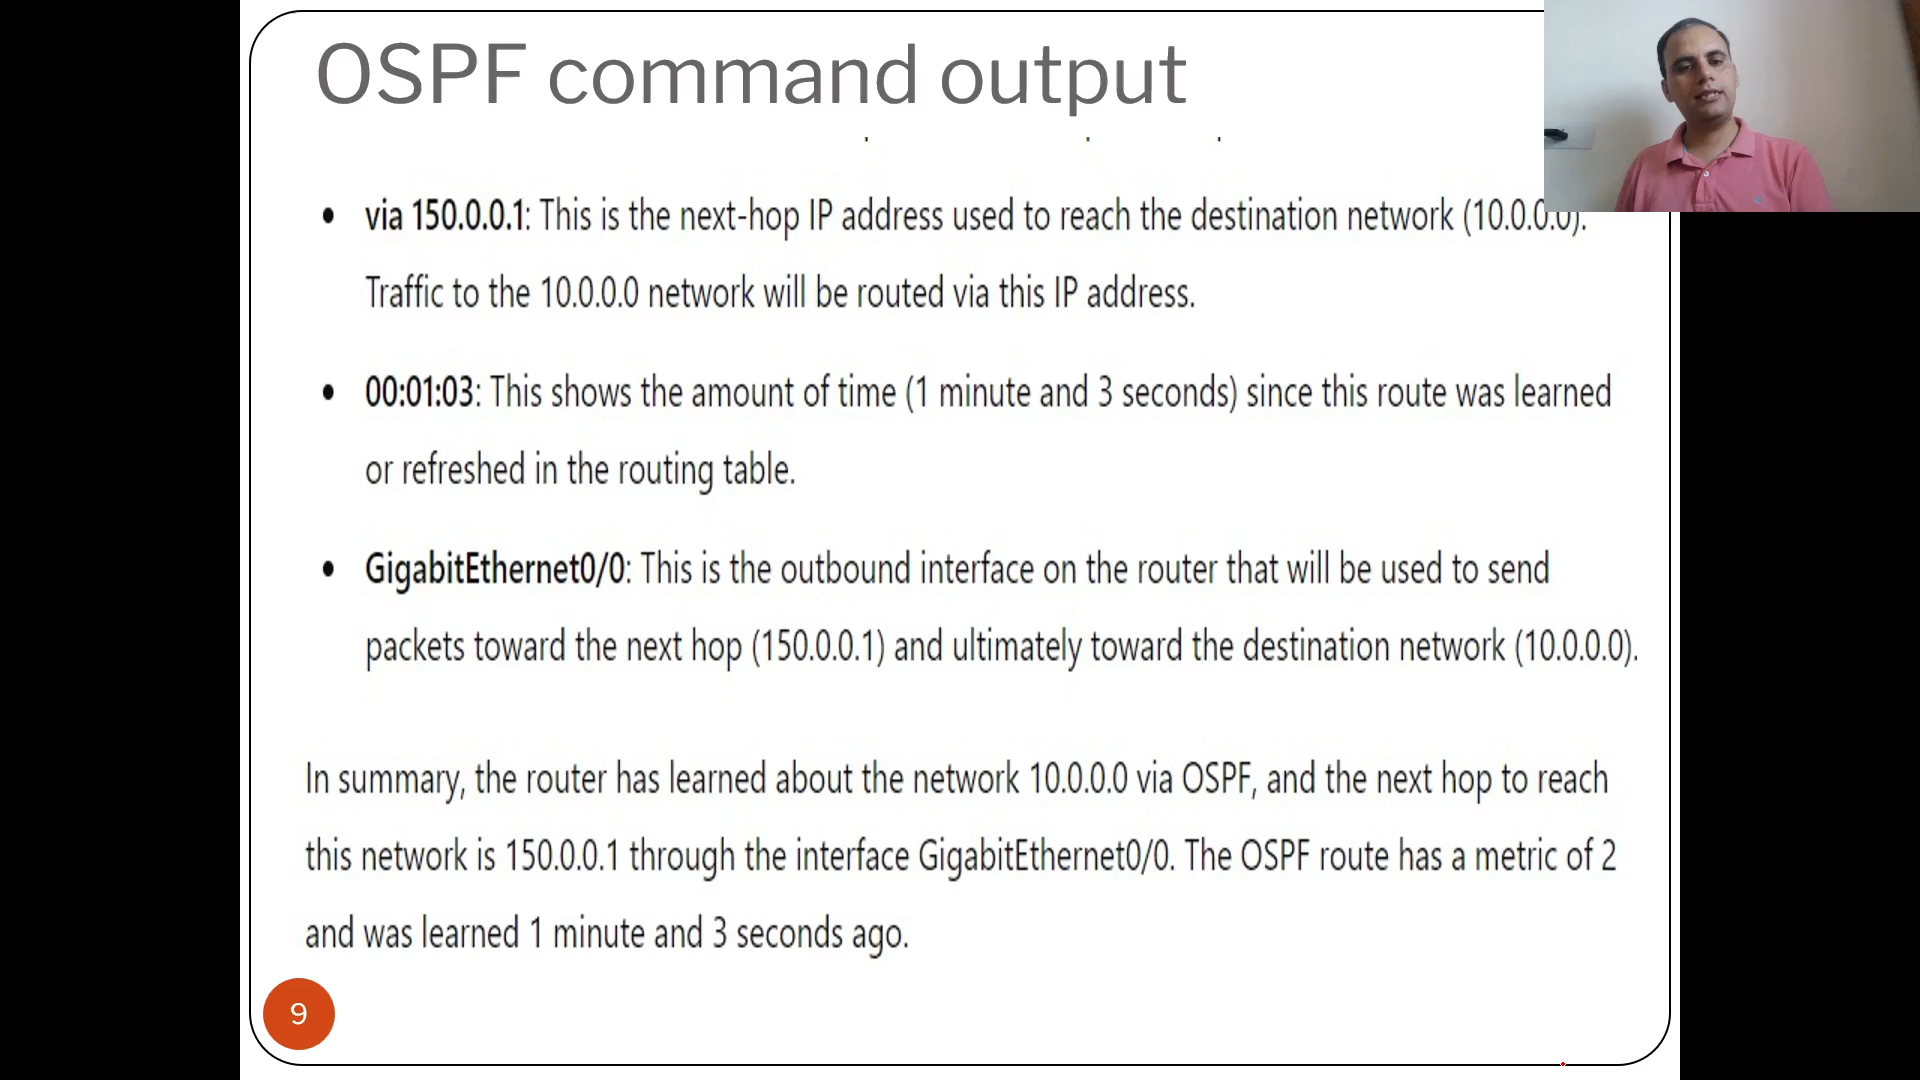 OSPF command output
• via 150.0.0.1: This is the next-hop IP address used to reach the destination network (10.0.0.0).
Traffic to the 10.0.0.0 network will be routed via this IP address.
• 00:01:03: This shows the amount of time (1 minute and 3 seconds) since this route was learned
or refreshed in the routing table.
• GigabitEthernet0/0: This is the outbound interface on the router that will be used to send
packets toward the next hop (150.0.0.1) and ultimately toward the destination network (10.0.0.0).
In summary, the router has learned about the network 10.0.0.0 via OSPF, and the next hop to reach
this network is 150.0.0.1 through the interface GigabitEthernet0/0. The OSPF route has a metric of 2
and was learned 1 minute and 3 seconds ago.
9